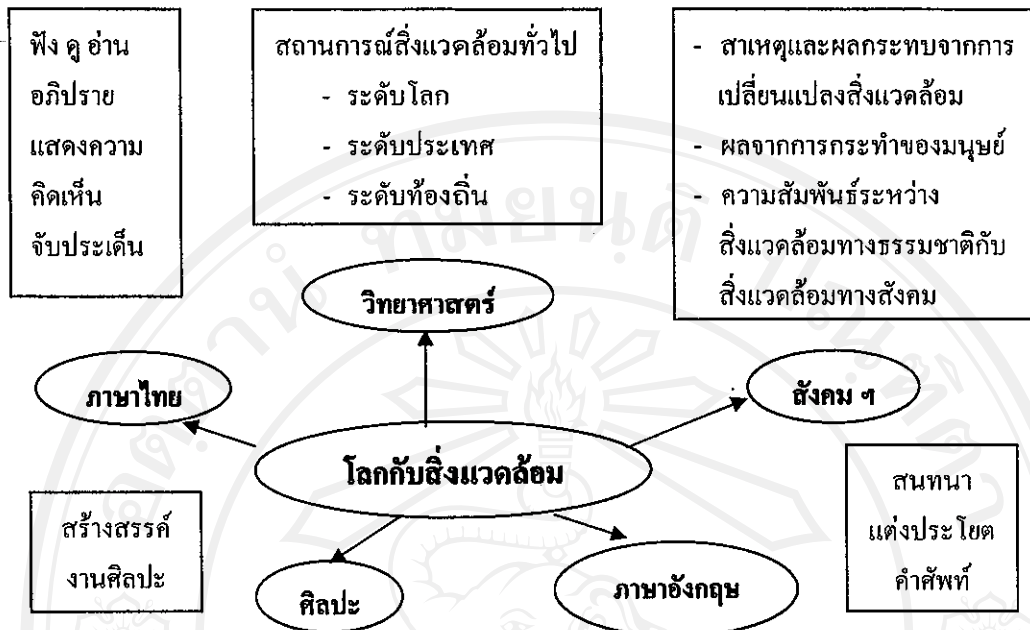 ฟัง ดู อ่าน
อภิปราย
แสดงความ
คิดเห็น
จับประเด็น
สถานการณ์สิ่งแวดล้อมทั่วไป
- ระดับโลก
- ระดับประเทศ
- ระดับท้องถิ่น
- สาเหตุและผลกระทบจากการ
เปลี่ยนแปลงสิ่งแวดล้อม
- ผลจากการกระทำของมนุษย์
- ความสัมพันธ์ระหว่าง
สิ่งแวดล้อมทางธรรมชาติกับ
สิ่งแวดล้อมทางสังคม
วิทยาศาสตร์
ภาษาไทย
สังคม ฯ
โลกกับสิ่งแวดล้อม
สร้างสรรค์
งานศิลปะ
ศิลปะ
ภาษาอังกฤษ
สนทนา
แต่งประโยค
คำศัพท์